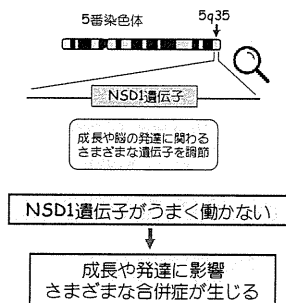 5番染色体
5q35
NSD1遺伝子
成長や脳の発達に関わる
さまざまな遺伝子を調節
NSD1遺伝子がうまく働かない
成長や発達に影響
さまざまな合併症が生じる